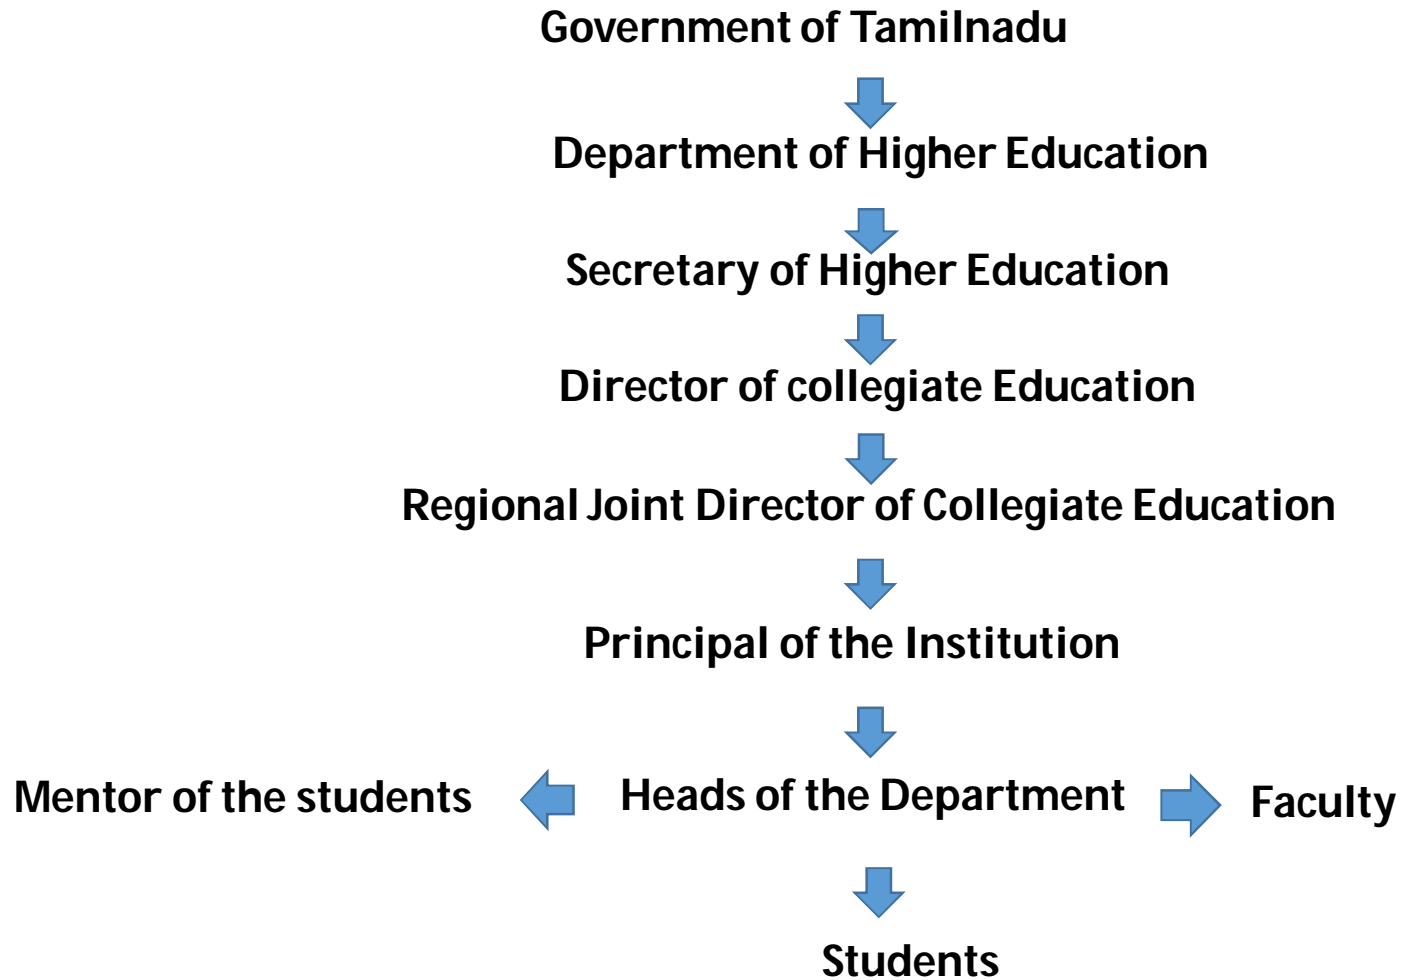 Government of Tamilnadu
Department of Higher Education
Secretary of Higher Education
Director of collegiate Education
Regional Joint Director of Collegiate Education
Principal of the Institution
Mentor of the students
Heads of the Department
Faculty
Students